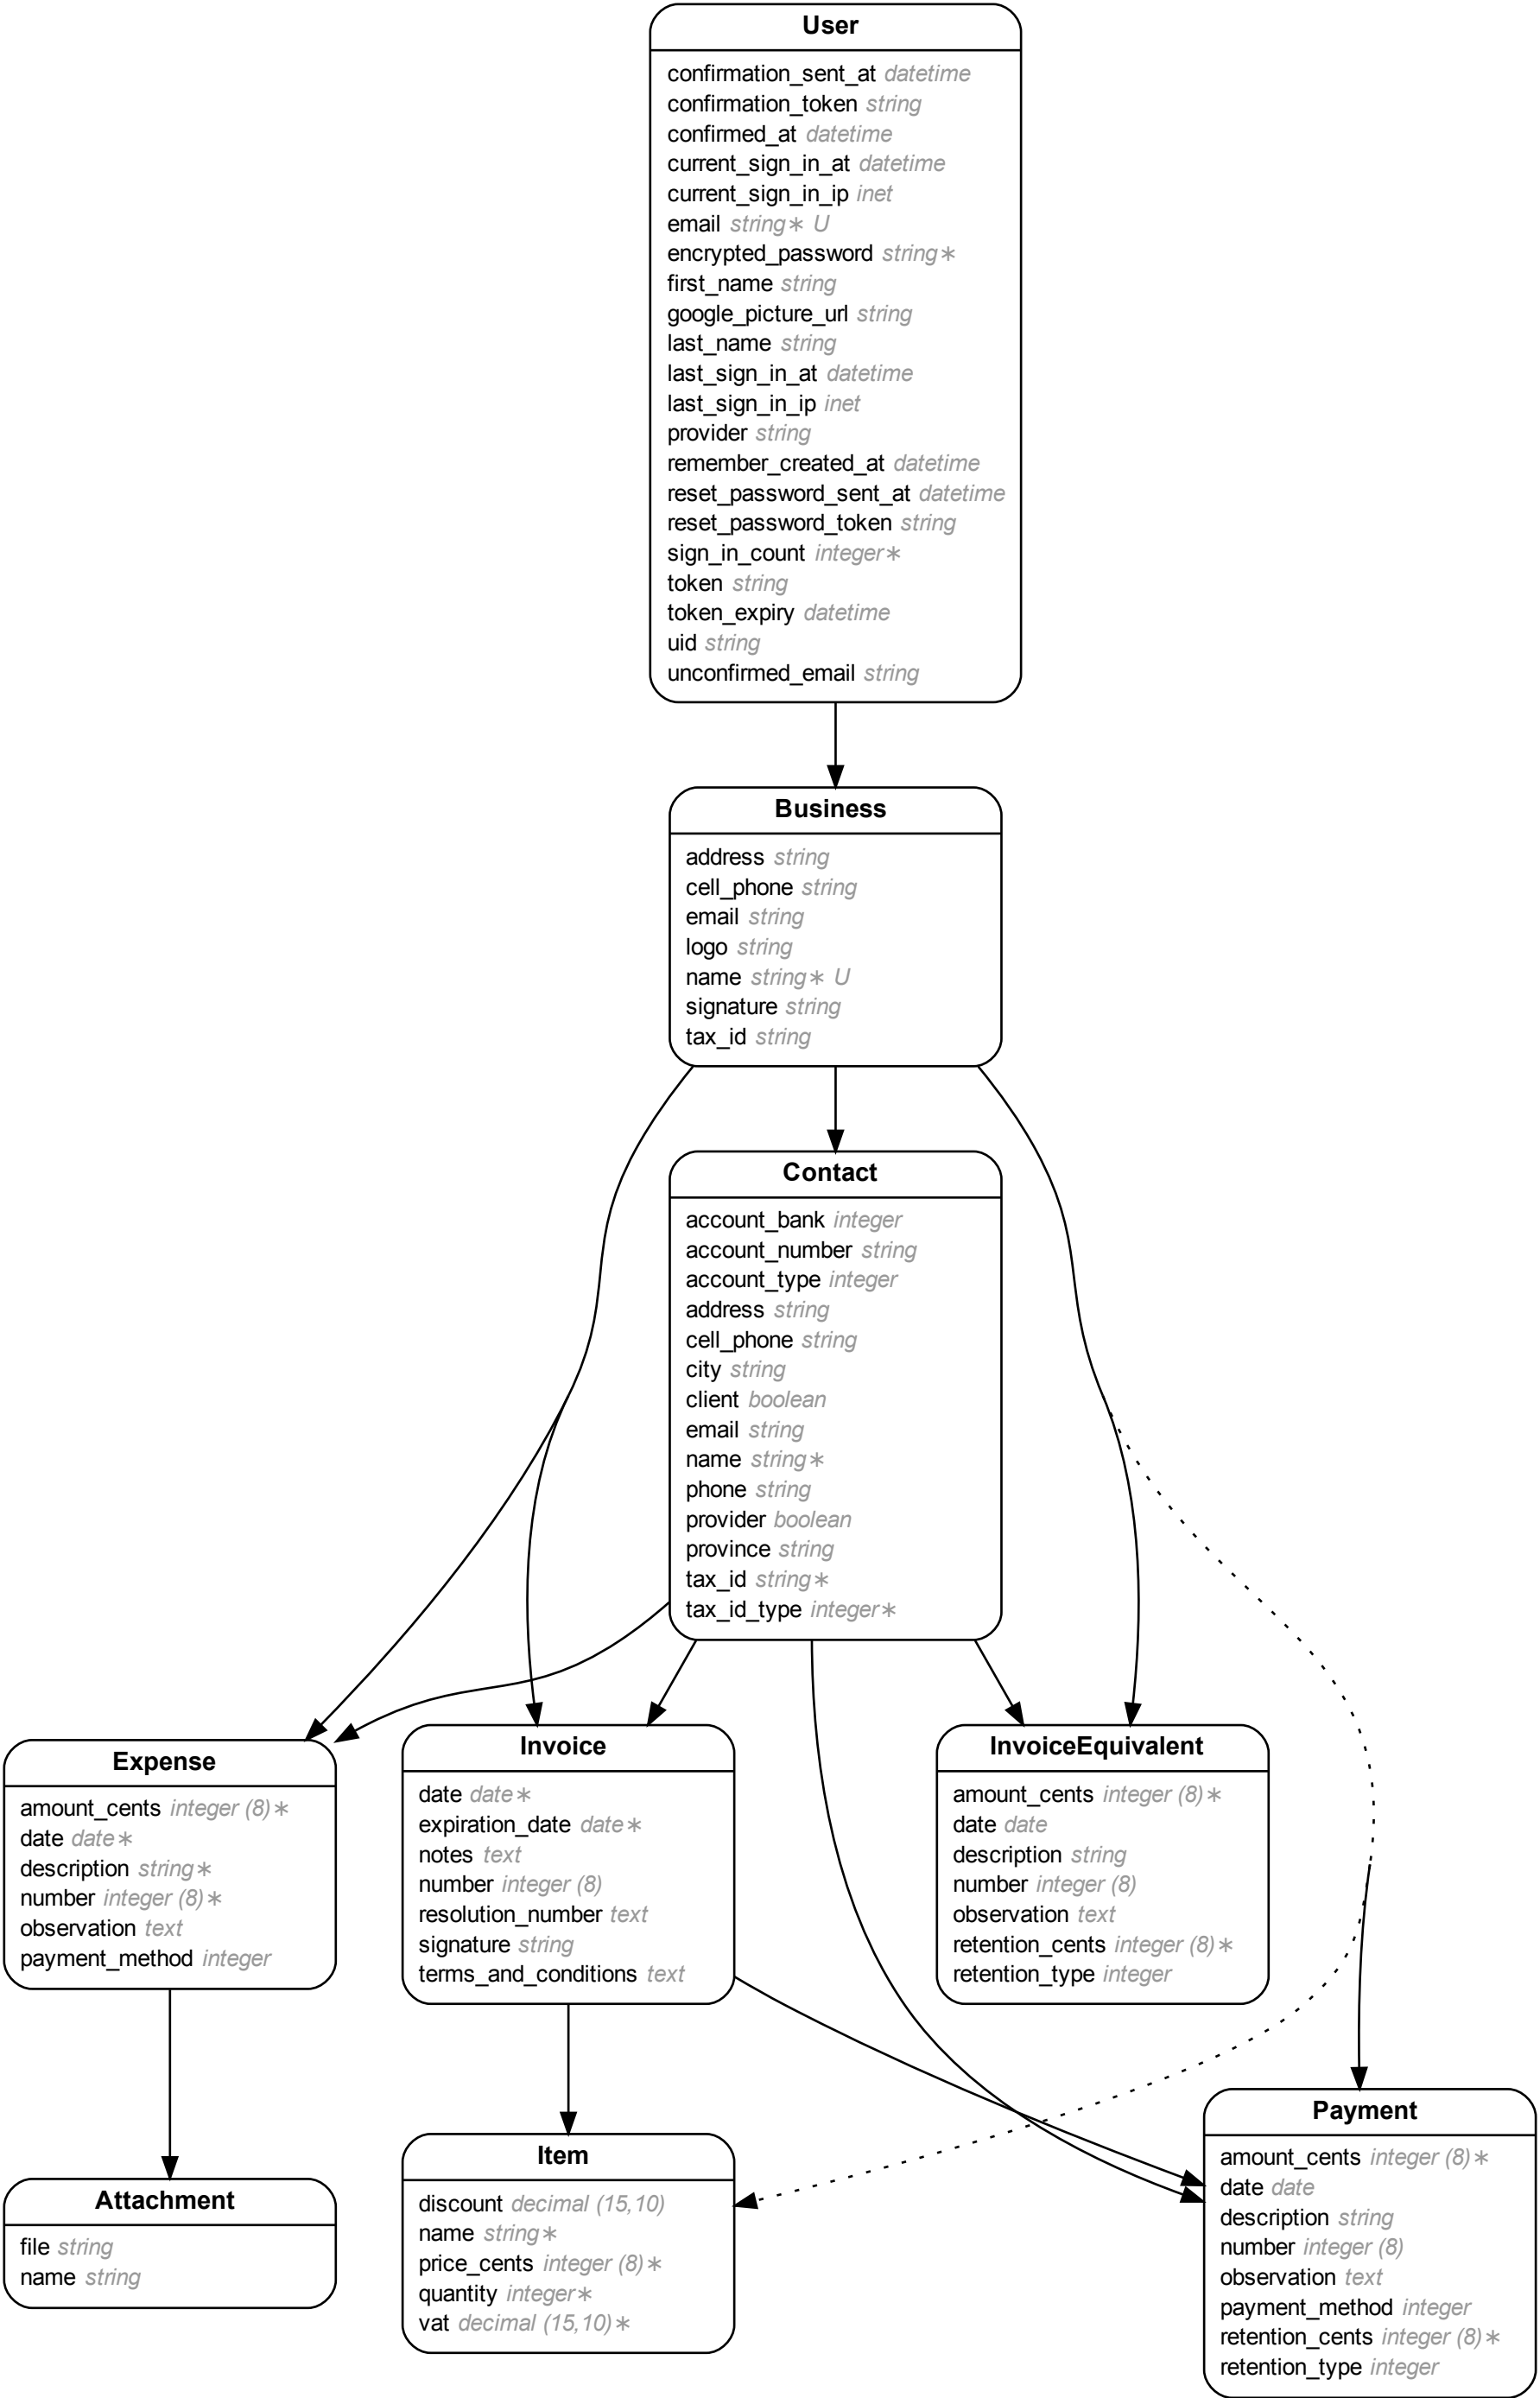 User
confirmation_sent_at datetime
confirmation_token string
confirmed_at datetime
current_sign_in_at datetime
current_sign_in_ip inet
email string∗ U
encrypted_password string∗
first_name string
google_picture_url string
last_name string
last_sign_in_at datetime
last_sign_in_ip inet
provider string
remember_created_at datetime
reset_password_sent_at datetime
reset_password_token string
sign_in_count integer∗
token string
token_expiry datetime
uid string
unconfirmed_email string
Business
address string
cell_phone string
email string
logo string
name string∗ U
signature string
tax_id string
Contact
account_bank integer
account_number string
account_type integer
address string
cell_phone string
city string
client boolean
email string
name string∗
phone string
provider boolean
province string
tax_id string∗
tax_id_type integer∗
Expense
amount_cents integer (8)∗
date date∗
description string∗
number integer (8)∗
observation text
payment_method integer
Invoice
date date∗
expiration_date date∗
notes text
number integer (8)
resolution_number text
signature string
terms_and_conditions text
InvoiceEquivalent
amount_cents integer (8)∗
date date
description string
number integer (8)
observation text
retention_cents integer (8)∗
retention_type integer
Attachment
file string
name string
Item
discount decimal (15,10)
name string∗
price_cents integer (8)∗
quantity integer∗
vat decimal (15,10)∗
Payment
amount_cents integer (8)∗
date date
description string
number integer (8)
observation text
payment_method integer
retention_cents integer (8)∗
retention_type integer